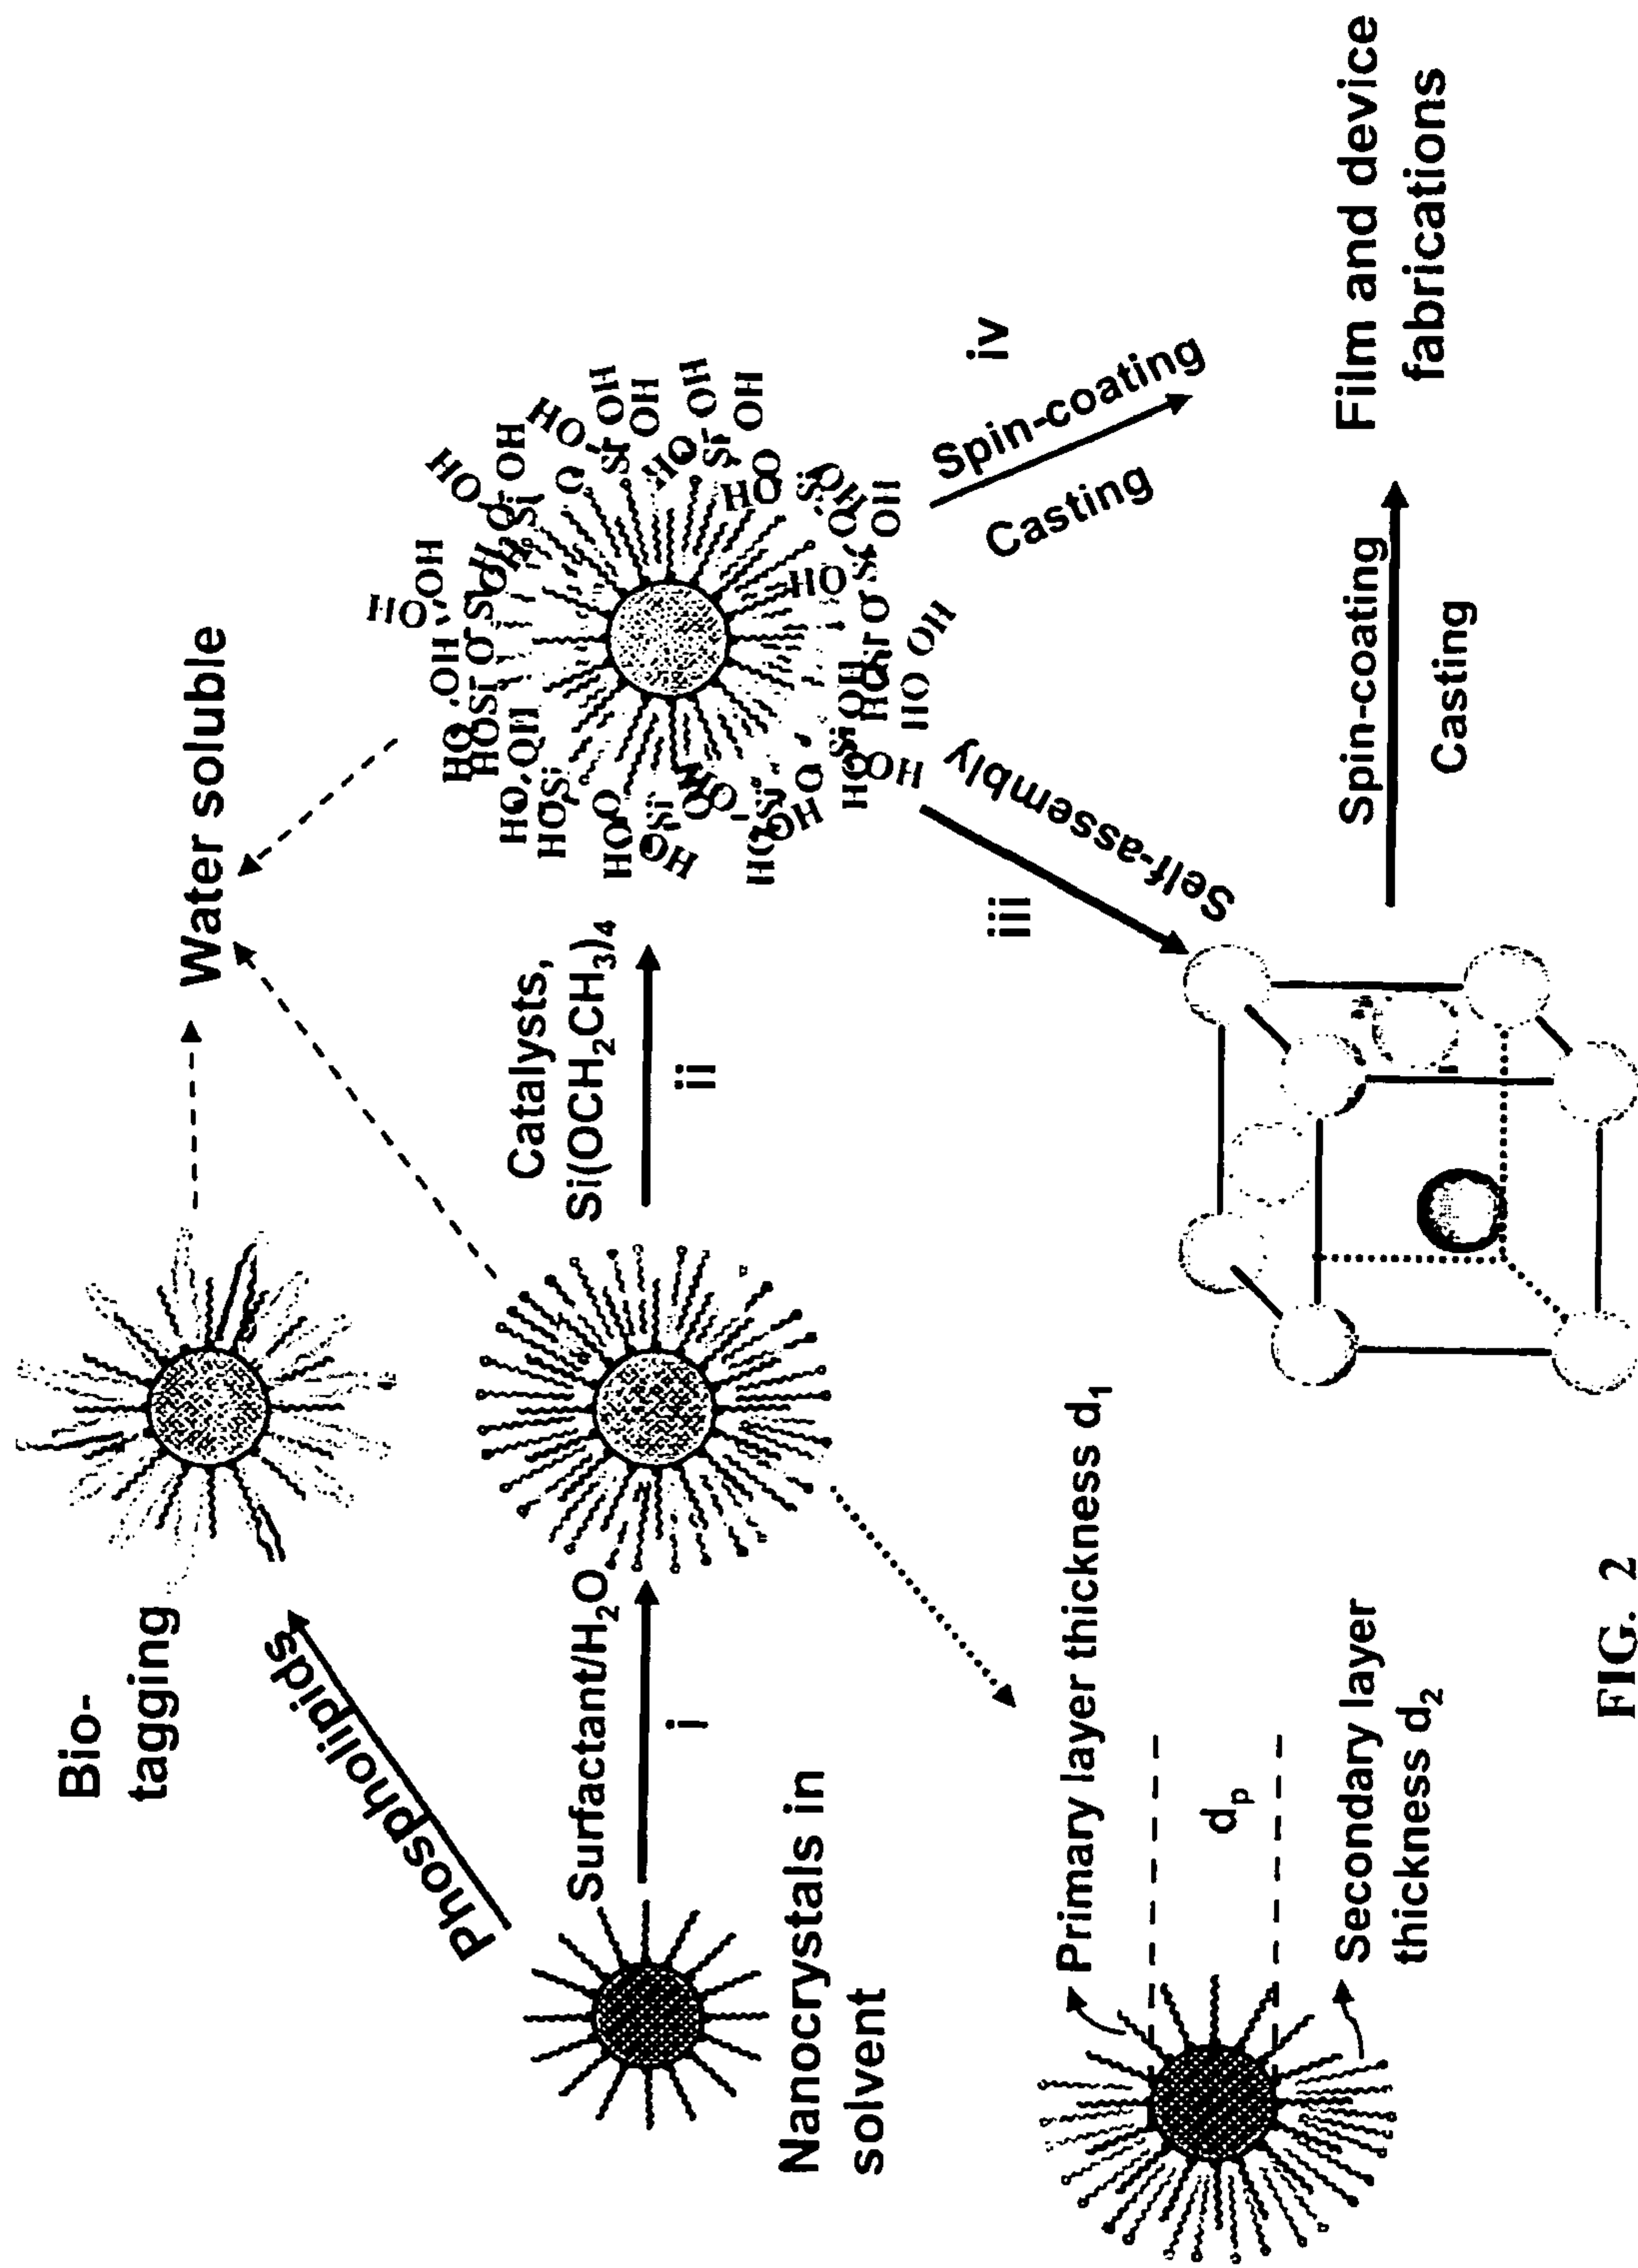 Bio-
tagging
Water soluble
Phospholipids
Surfactant/H2O
i
Catalysts,
Si(OCH2CH3)4
ii
Nanocrystals in
solvent
iii
Self-assembly
Spin-coating
iv
Casting
Primary layer thickness d1
dp
Secondary layer
thickness d2
Spin-coating
Casting
Film and device
fabrications
FIG. 2